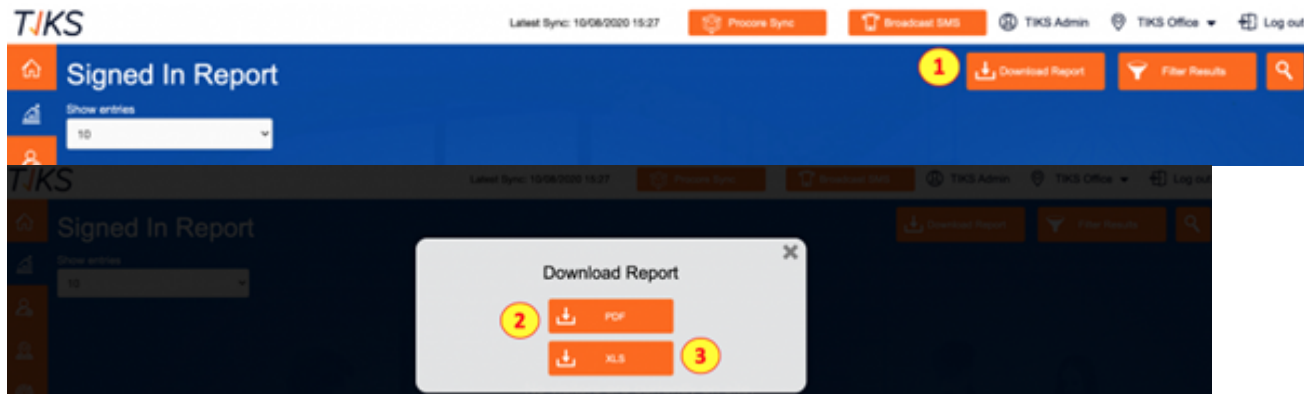 TIKS Latest Sync: 10/08/2020 15:27 Procore Sync Broadcast SMS TIKS Admin TIKS Office Log out
Signed In Report 1 Download Report Filter Results
Show entries
10
TIKS Latest Sync: 10/08/2020 15:27 Procore Sync Broadcast SMS TIKS Admin TIKS Office Log out
Signed In Report Download Report Filter Results
Show entries
10
Download Report
2 PDF
XLS 3